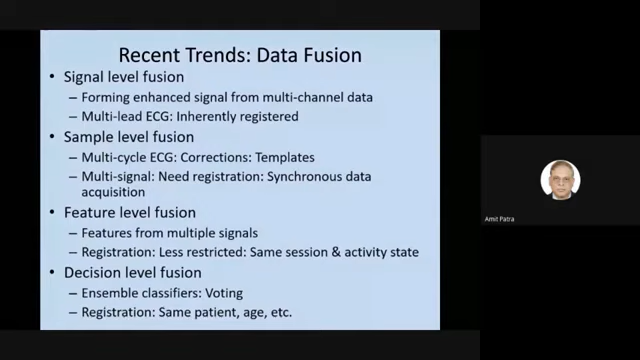 Recent Trends: Data Fusion
• Signal level fusion
– Forming enhanced signal from multi-channel data
– Multi-lead ECG: Inherently registered
• Sample level fusion
– Multi-cycle ECG: Corrections: Templates
– Multi-signal: Need registration: Synchronous data
acquisition
• Feature level fusion
– Features from multiple signals
– Registration: Less restricted: Same session & activity state
• Decision level fusion
– Ensemble classifiers: Voting
– Registration: Same patient, age, etc.
Amit Patra